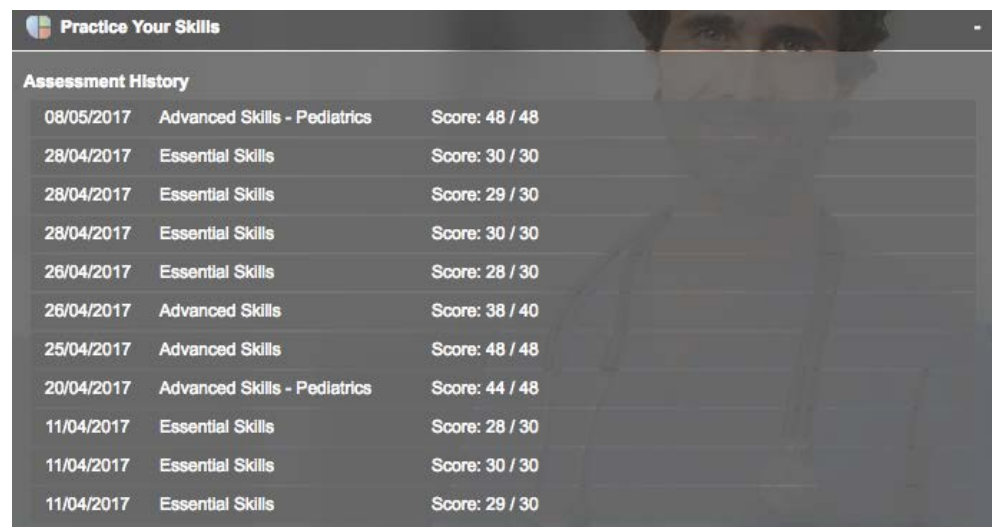 Practice Your Skills -
Assessment History
08/05/2017 Advanced Skills - Pediatrics Score: 48 / 48
28/04/2017 Essential Skills Score: 30 / 30
28/04/2017 Essential Skills Score: 29 / 30
28/04/2017 Essential Skills Score: 30 / 30
26/04/2017 Essential Skills Score: 28 / 30
26/04/2017 Advanced Skills Score: 38 / 40
25/04/2017 Advanced Skills Score: 48 / 48
20/04/2017 Advanced Skills - Pediatrics Score: 44 / 48
11/04/2017 Essential Skills Score: 28 / 30
11/04/2017 Essential Skills Score: 30 / 30
11/04/2017 Essential Skills Score: 29 / 30